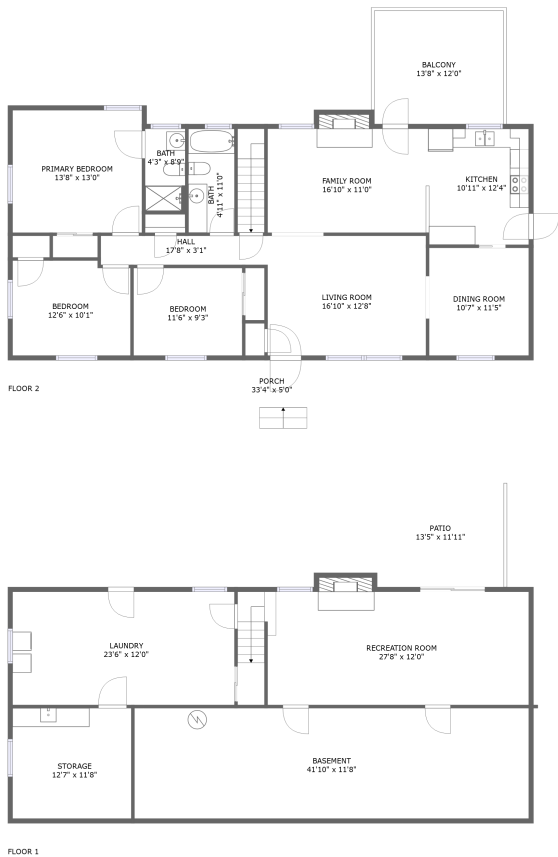 BALCONY
13'8" x 12'0"
PRIMARY BEDROOM
13'8" x 13'0"
BATH
4'3" x 8'9"
BATH
4'11" x 11'0"
FAMILY ROOM
16'10" x 11'0"
KITCHEN
10'11" x 12'4"
HALL
17'8" x 3'1"
BEDROOM
12'6" x 10'1"
BEDROOM
11'6" x 9'3"
LIVING ROOM
16'10" x 12'8"
DINING ROOM
10'7" x 11'5"
PORCH
33'4" x 5'0"
FLOOR 2
PATIO
13'5" x 11'11"
LAUNDRY
23'6" x 12'0"
RECREATION ROOM
27'8" x 12'0"
STORAGE
12'7" x 11'8"
BASEMENT
41'10" x 11'8"
FLOOR 1